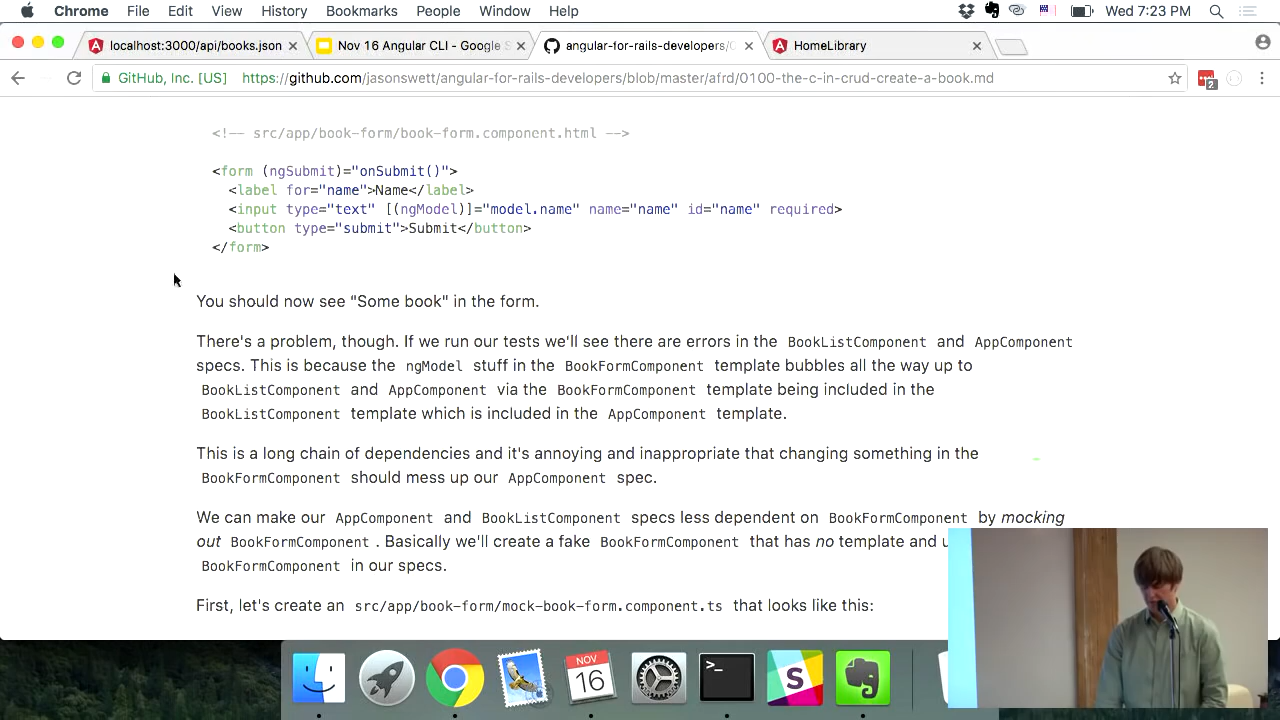 Chrome File Edit View History Bookmarks People Window Help Wed 7:23 PM
localhost:3000/api/books.json Nov 16 Angular CLI - Google S angular-for-rails-developers/0 HomeLibrary
GitHub, Inc. [US] https://github.com/jasonswett/angular-for-rails-developers/blob/master/afrd/0100-the-c-in-crud-create-a-book.md 2
<!-- src/app/book-form/book-form.component.html -->
<form (ngSubmit)="onSubmit()">
<label for="name">Name</label>
<input type="text" [(ngModel)]="model.name" name="name" id="name" required>
<button type="submit">Submit</button>
</form>
You should now see "Some book" in the form.
There's a problem, though. If we run our tests we'll see there are errors in the BookListComponent and AppComponent
specs. This is because the ngModel stuff in the BookFormComponent template bubbles all the way up to
BookListComponent and AppComponent via the BookFormComponent template being included in the
BookListComponent template which is included in the AppComponent template.
This is a long chain of dependencies and it's annoying and inappropriate that changing something in the
BookFormComponent should mess up our AppComponent spec.
We can make our AppComponent and BookListComponent specs less dependent on BookFormComponent by mocking
out BookFormComponent . Basically we'll create a fake BookFormComponent that has no template and u
BookFormComponent in our specs.
First, let's create an src/app/book-form/mock-book-form.component.ts that looks like this:
NOV
16
>_
S